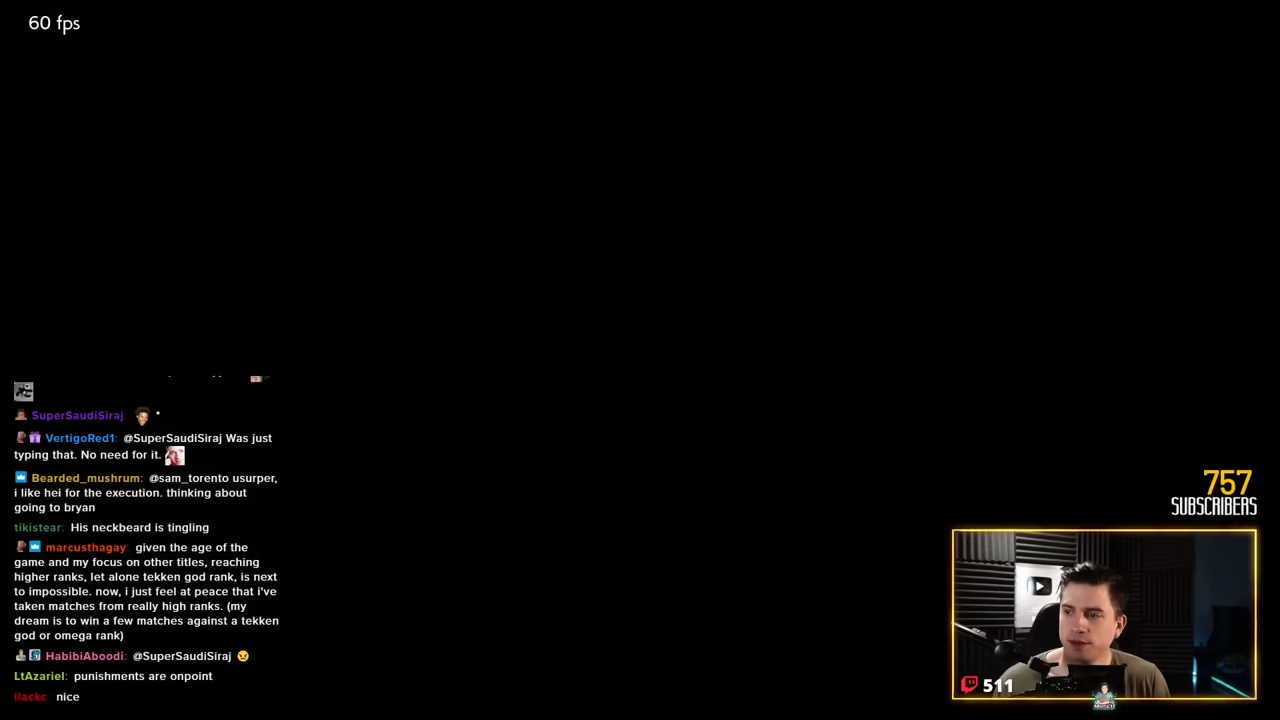 60 fps
SuperSaudiSiraj:
VertigoRed1: @SuperSaudiSiraj Was just
typing that. No need for it.
Bearded_mushrum: @sam_torento usurper,
i like hei for the execution. thinking about
going to bryan
tikistear: His neckbeard is tingling
marcusthagay: given the age of the
game and my focus on other titles, reaching
higher ranks, let alone tekken god rank, is next
to impossible. now, i just feel at peace that i've
taken matches from really high ranks. (my
dream is to win a few matches against a tekken
god or omega rank)
HabibiAboodi: @SuperSaudiSiraj
LtAzariel: punishments are onpoint
llackc: nice
757
SUBSCRIBERS
511